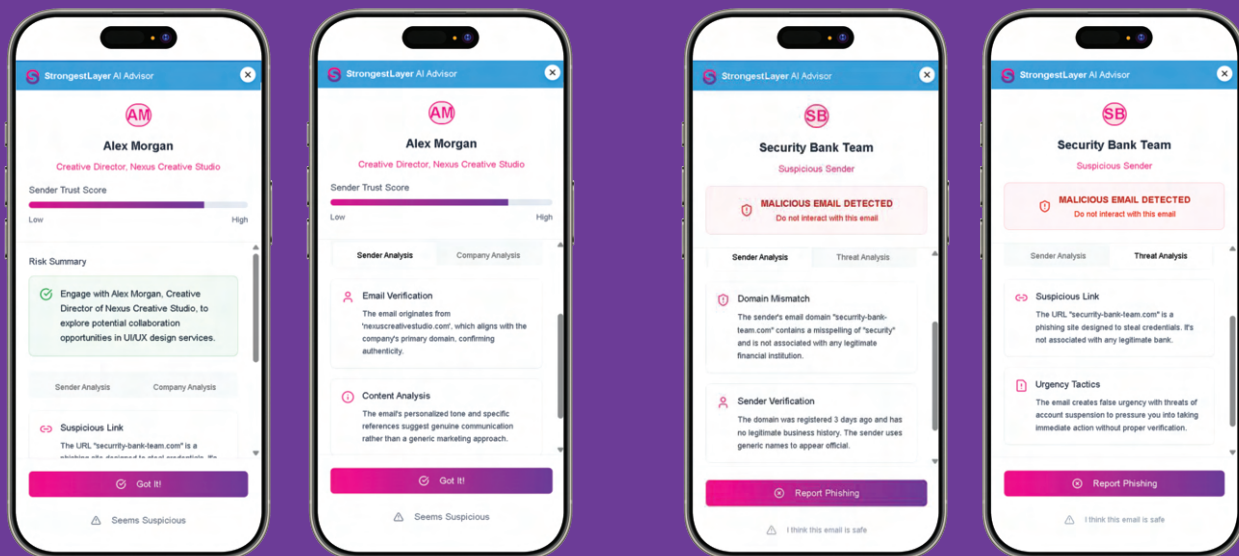 StrongestLayer AI Advisor
AM
Alex Morgan
Creative Director, Nexus Creative Studio
Sender Trust Score
Low High
Risk Summary
Engage with Alex Morgan, Creative
Director of Nexus Creative Studio, to
explore potential collaboration
opportunities in UI/UX design services.
Sender Analysis Company Analysis
Suspicious Link
The URL "securrity-bank-team.com" is a
phishing site designed to steal credentials. It's
Got It!
Seems Suspicious
StrongestLayer AI Advisor
AM
Alex Morgan
Creative Director, Nexus Creative Studio
Sender Trust Score
Low High
Sender Analysis Company Analysis
Email Verification
The email originates from
'nexuscreativestudio.com', which aligns with the
company's primary domain, confirming
authenticity.
Content Analysis
The email's personalized tone and specific
references suggest genuine communication
rather than a generic marketing approach.
Got It!
Seems Suspicious
StrongestLayer AI Advisor
SB
Security Bank Team
Suspicious Sender
MALICIOUS EMAIL DETECTED
Do not interact with this email
Sender Analysis Threat Analysis
Domain Mismatch
The sender's email domain "securrity-bank-
team.com" contains a misspelling of "security"
and is not associated with any legitimate
financial institution.
Sender Verification
The domain was registered 3 days ago and has
no legitimate business history. The sender uses
generic names to appear official.
Report Phishing
I think this email is safe
StrongestLayer AI Advisor
SB
Security Bank Team
Suspicious Sender
MALICIOUS EMAIL DETECTED
Do not interact with this email
Sender Analysis Threat Analysis
Suspicious Link
The URL "securrity-bank-team.com" is a
phishing site designed to steal credentials. It's
not associated with any legitimate bank.
Urgency Tactics
The email creates false urgency with threats of
account suspension to pressure you into taking
immediate action without proper verification.
Report Phishing
I think this email is safe